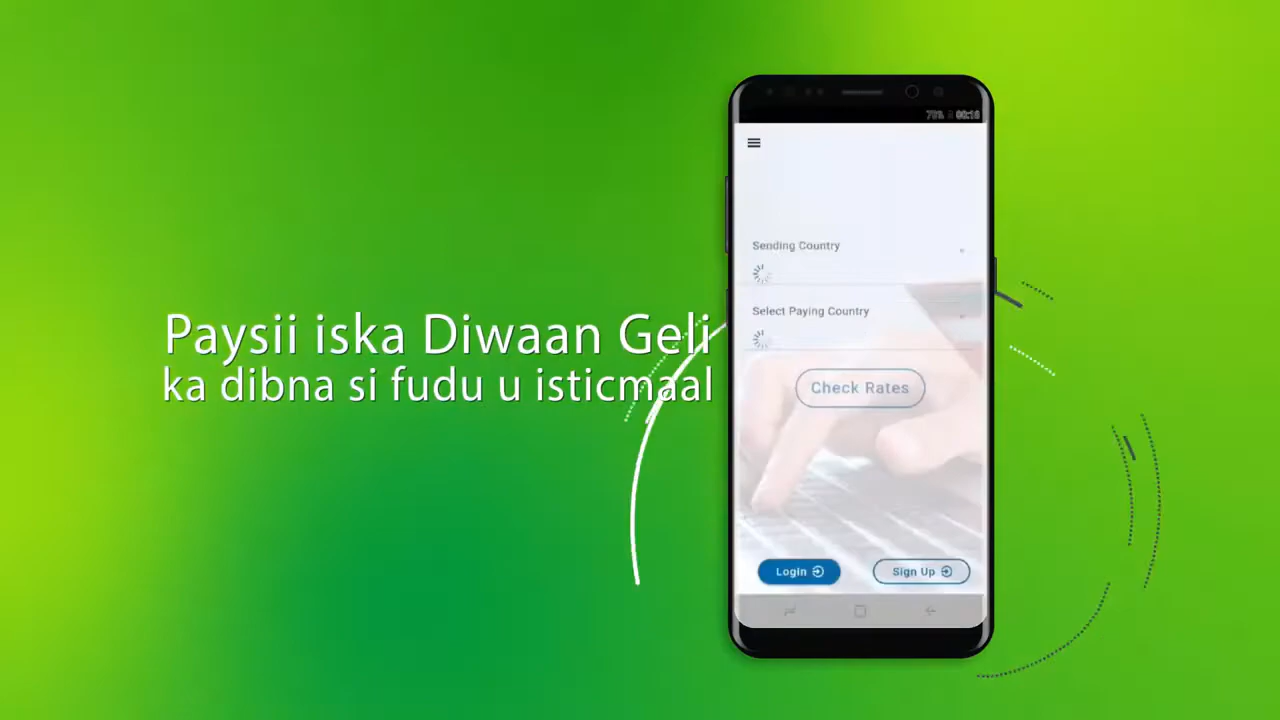 Paysii iska Diwaan Geli
ka dibna si fudu u isticmaal
Sending Country
Select Paying Country
Check Rates
Login
Sign Up